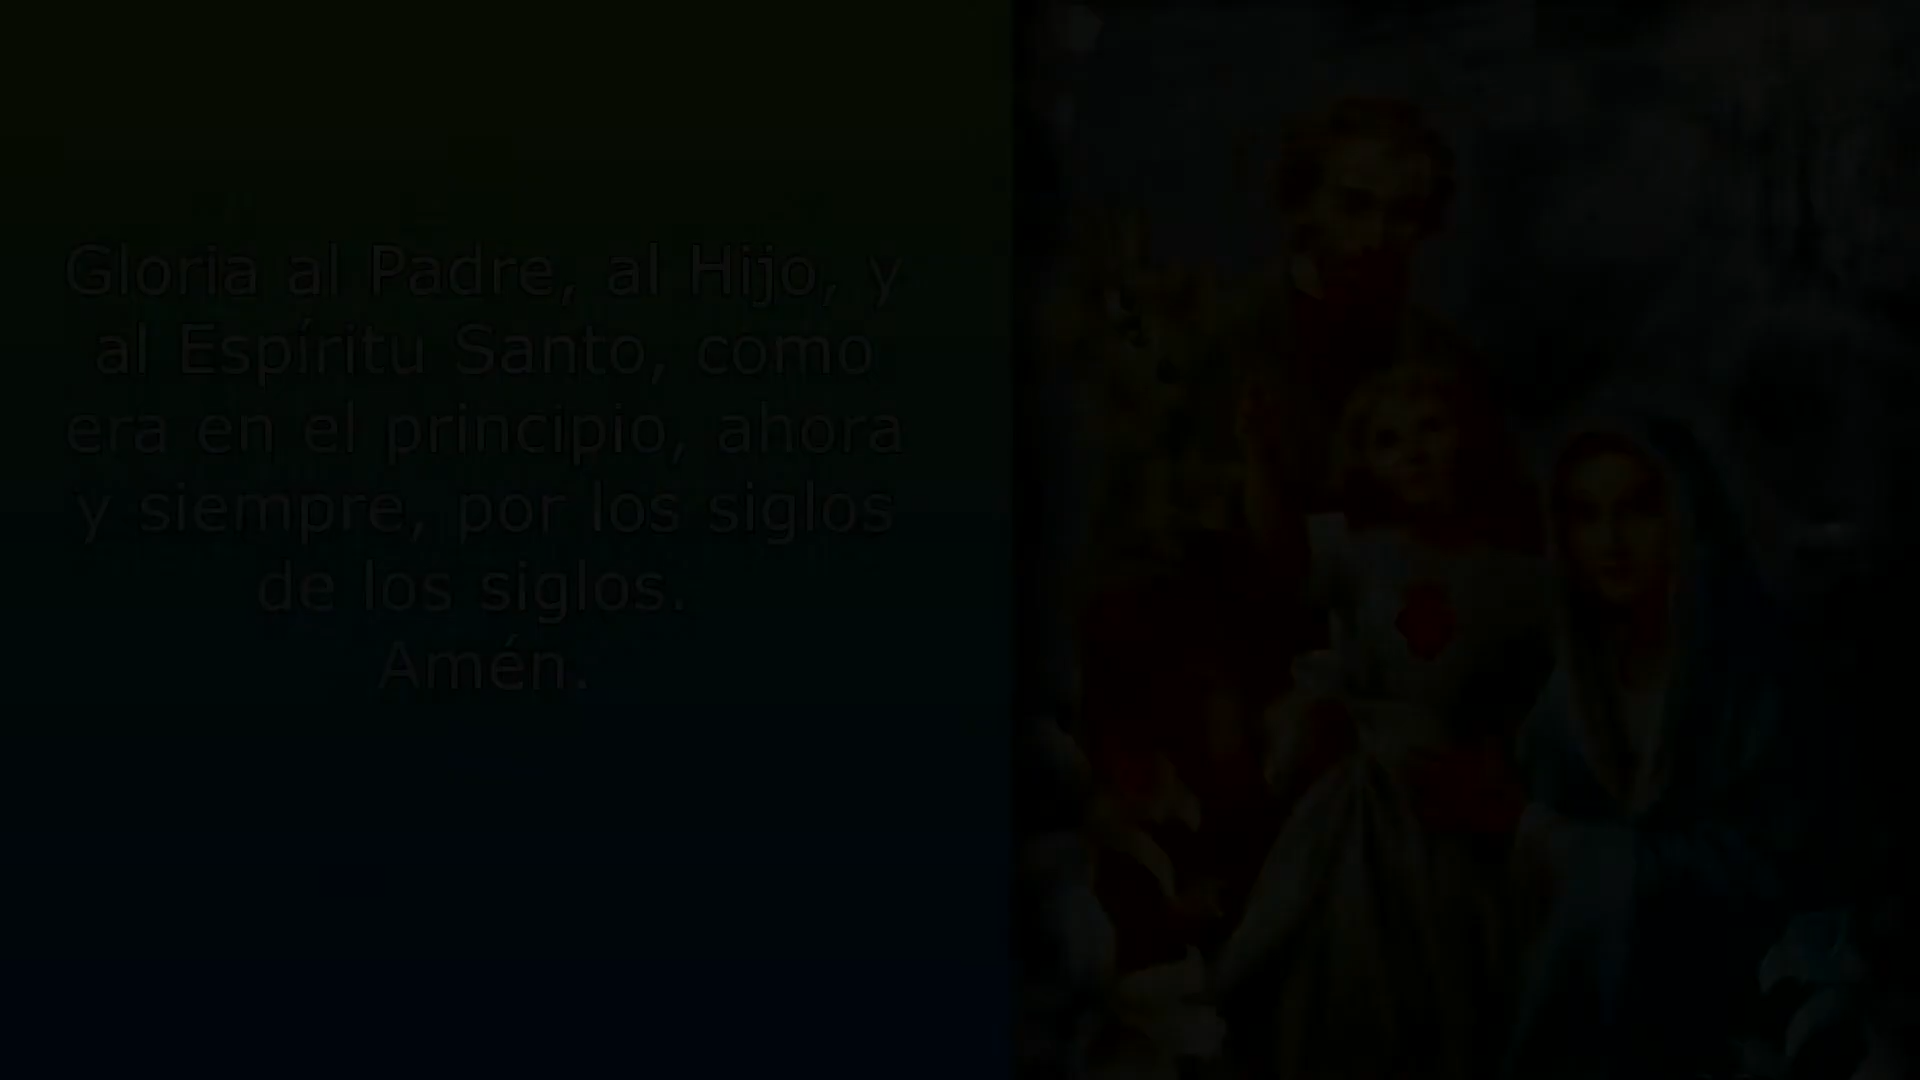 Gloria al Padre, al Hijo, y
al Espíritu Santo, como
era en el principio, ahora
y siempre, por los siglos
de los siglos.
Amén.